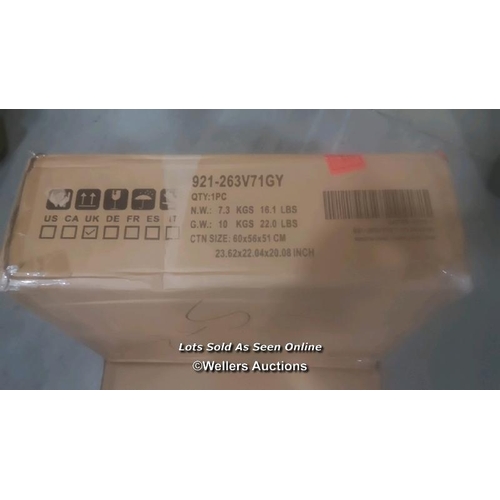 921-263V71GY
QTY:1PC
N.W.: 7.3 KGS 16.1 LBS
G.W.: 10 KGS 22.0 LBS
CTN SIZE: 60x56x51 CM
23.62x22.04x20.08 INCH
US CA UK DE FR ES IT
Lots Sold As Seen Online
©Wellers Auctions